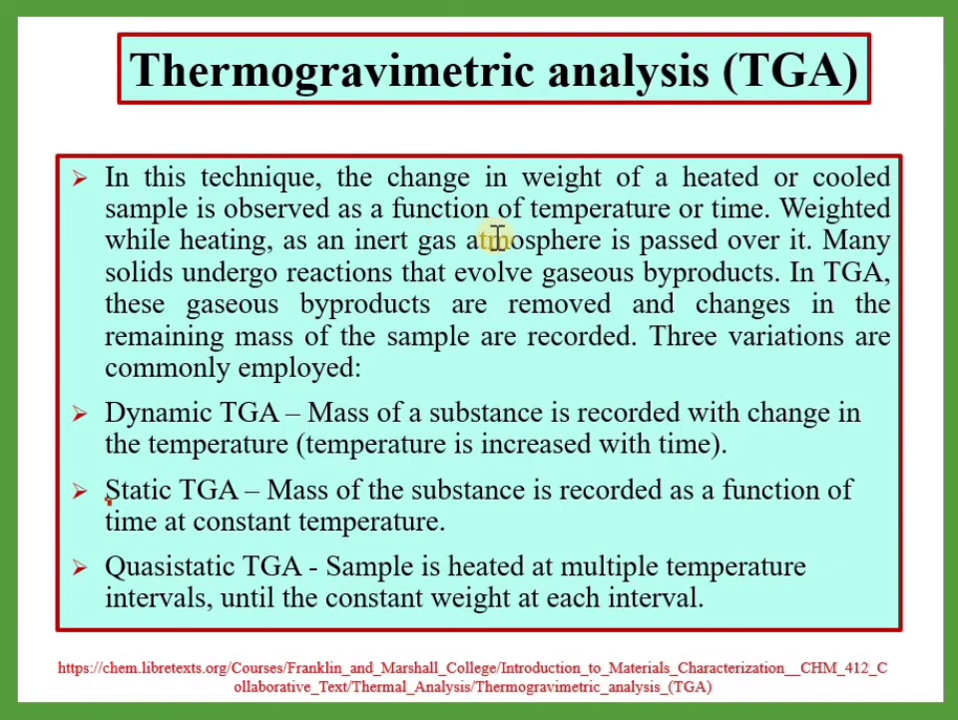 Thermogravimetric analysis (TGA)
➢ In this technique, the change in weight of a heated or cooled
sample is observed as a function of temperature or time. Weighted
while heating, as an inert gas atmosphere is passed over it. Many
solids undergo reactions that evolve gaseous byproducts. In TGA,
these gaseous byproducts are removed and changes in the
remaining mass of the sample are recorded. Three variations are
commonly employed:
➢ Dynamic TGA – Mass of a substance is recorded with change in
the temperature (temperature is increased with time).
➢ Static TGA – Mass of the substance is recorded as a function of
time at constant temperature.
➢ Quasistatic TGA - Sample is heated at multiple temperature
intervals, until the constant weight at each interval.
https://chem.libretexts.org/Courses/Franklin_and_Marshall_College/Introduction_to_Materials_Characterization__CHM_412_C
ollaborative_Text/Thermal_Analysis/Thermogravimetric_analysis_(TGA)